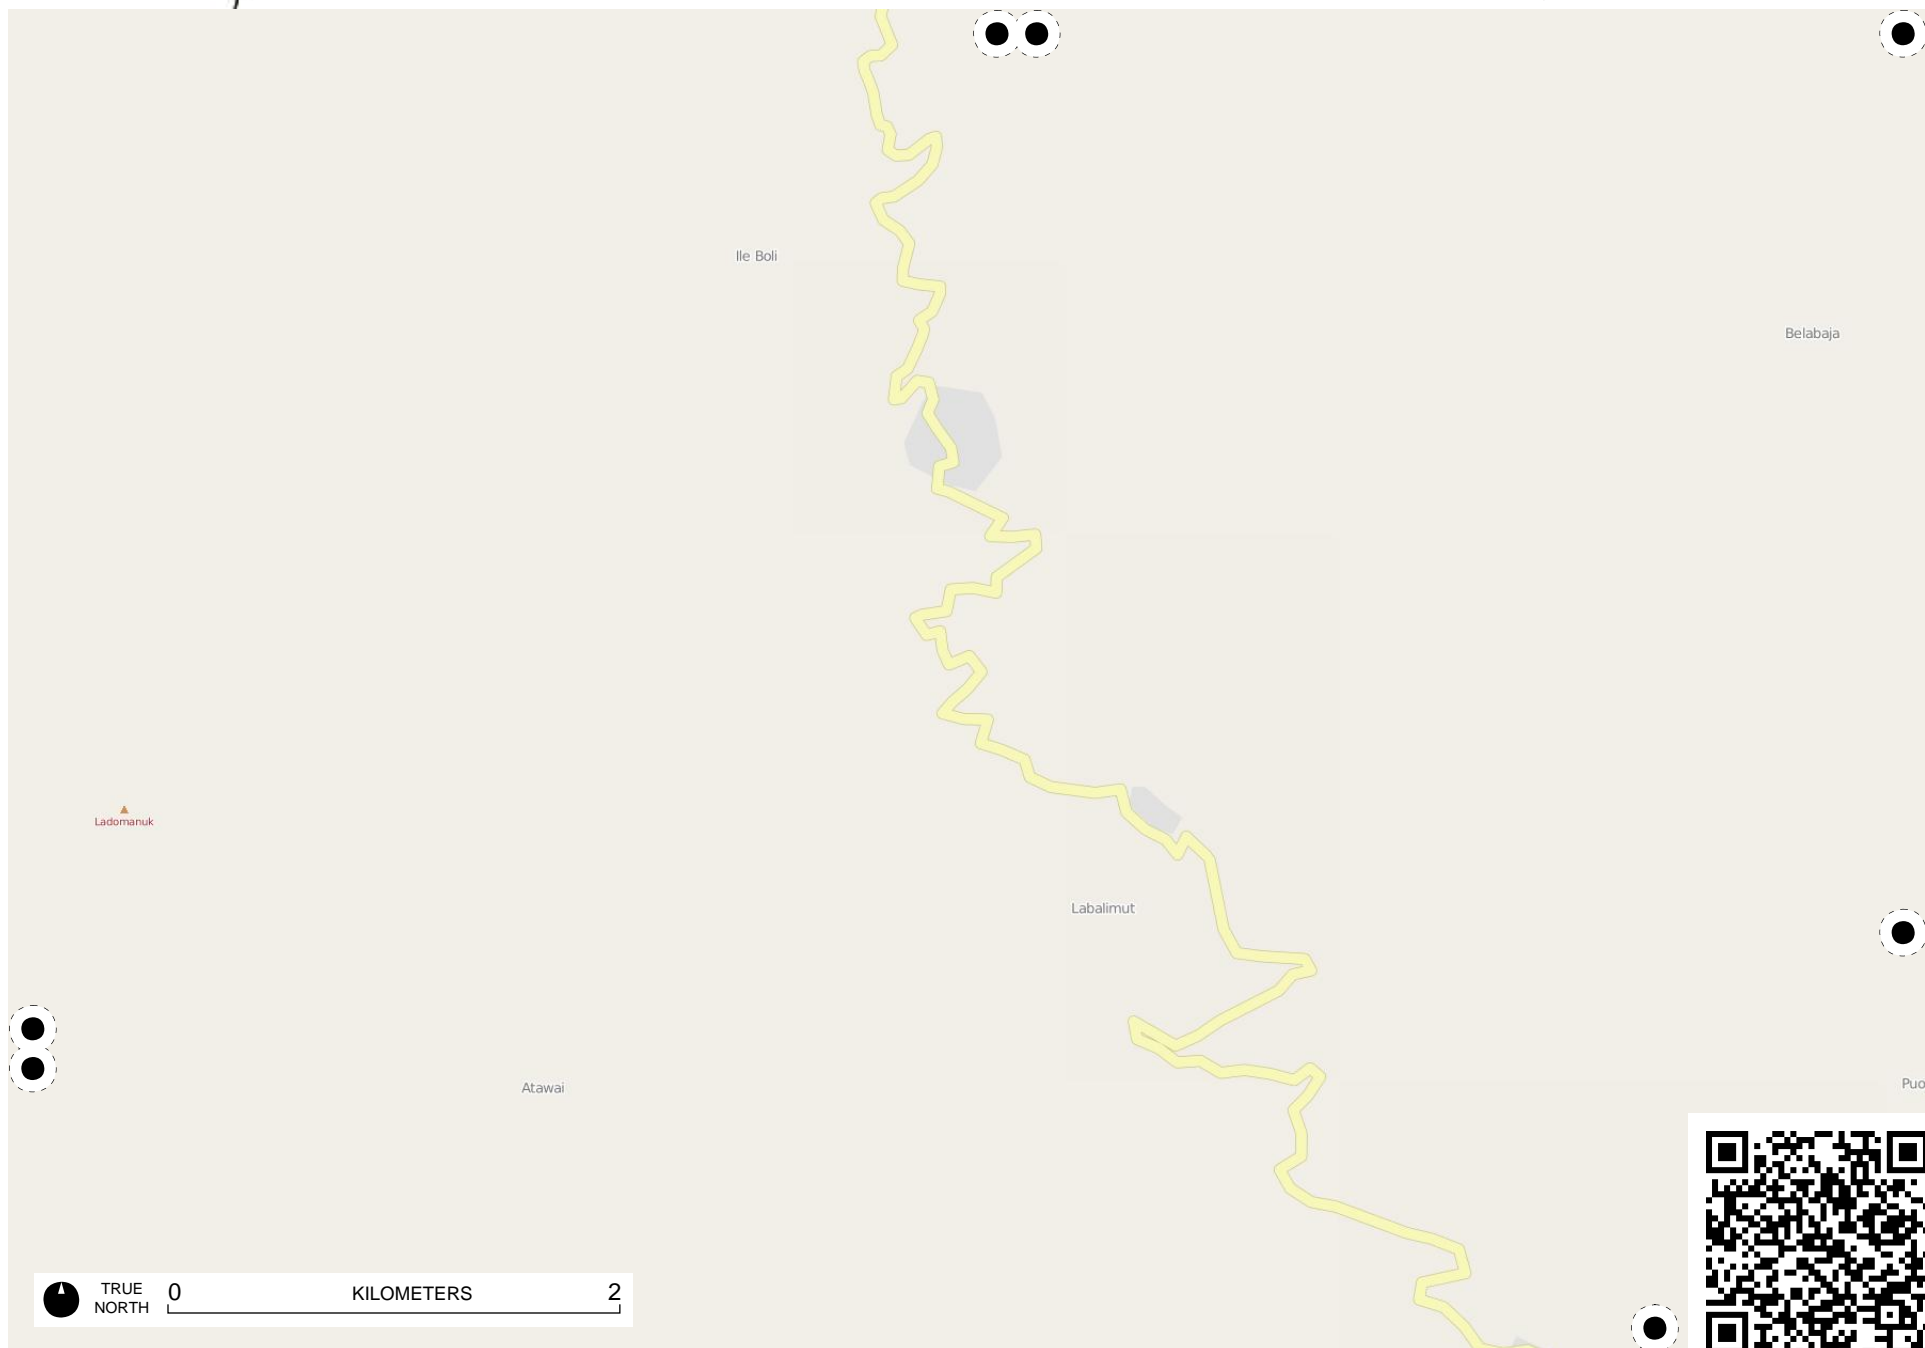 Ile Boli
Belabaja
Ladomanuk
Labalimut
Atawai
Puo
TRUE
NORTH
0 KILOMETERS 2